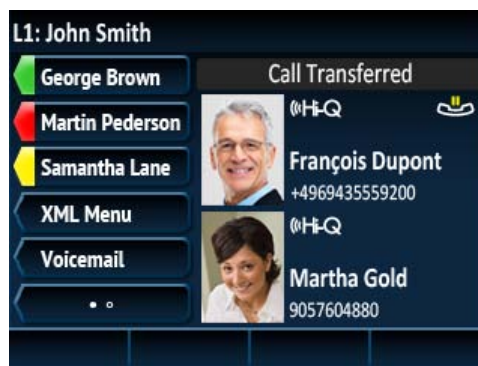 L1: John Smith
George Brown
Martin Pederson
Samantha Lane
XML Menu
Voicemail
Call Transferred
Hi-Q
François Dupont
+4969435559200
Hi-Q
Martha Gold
9057604880